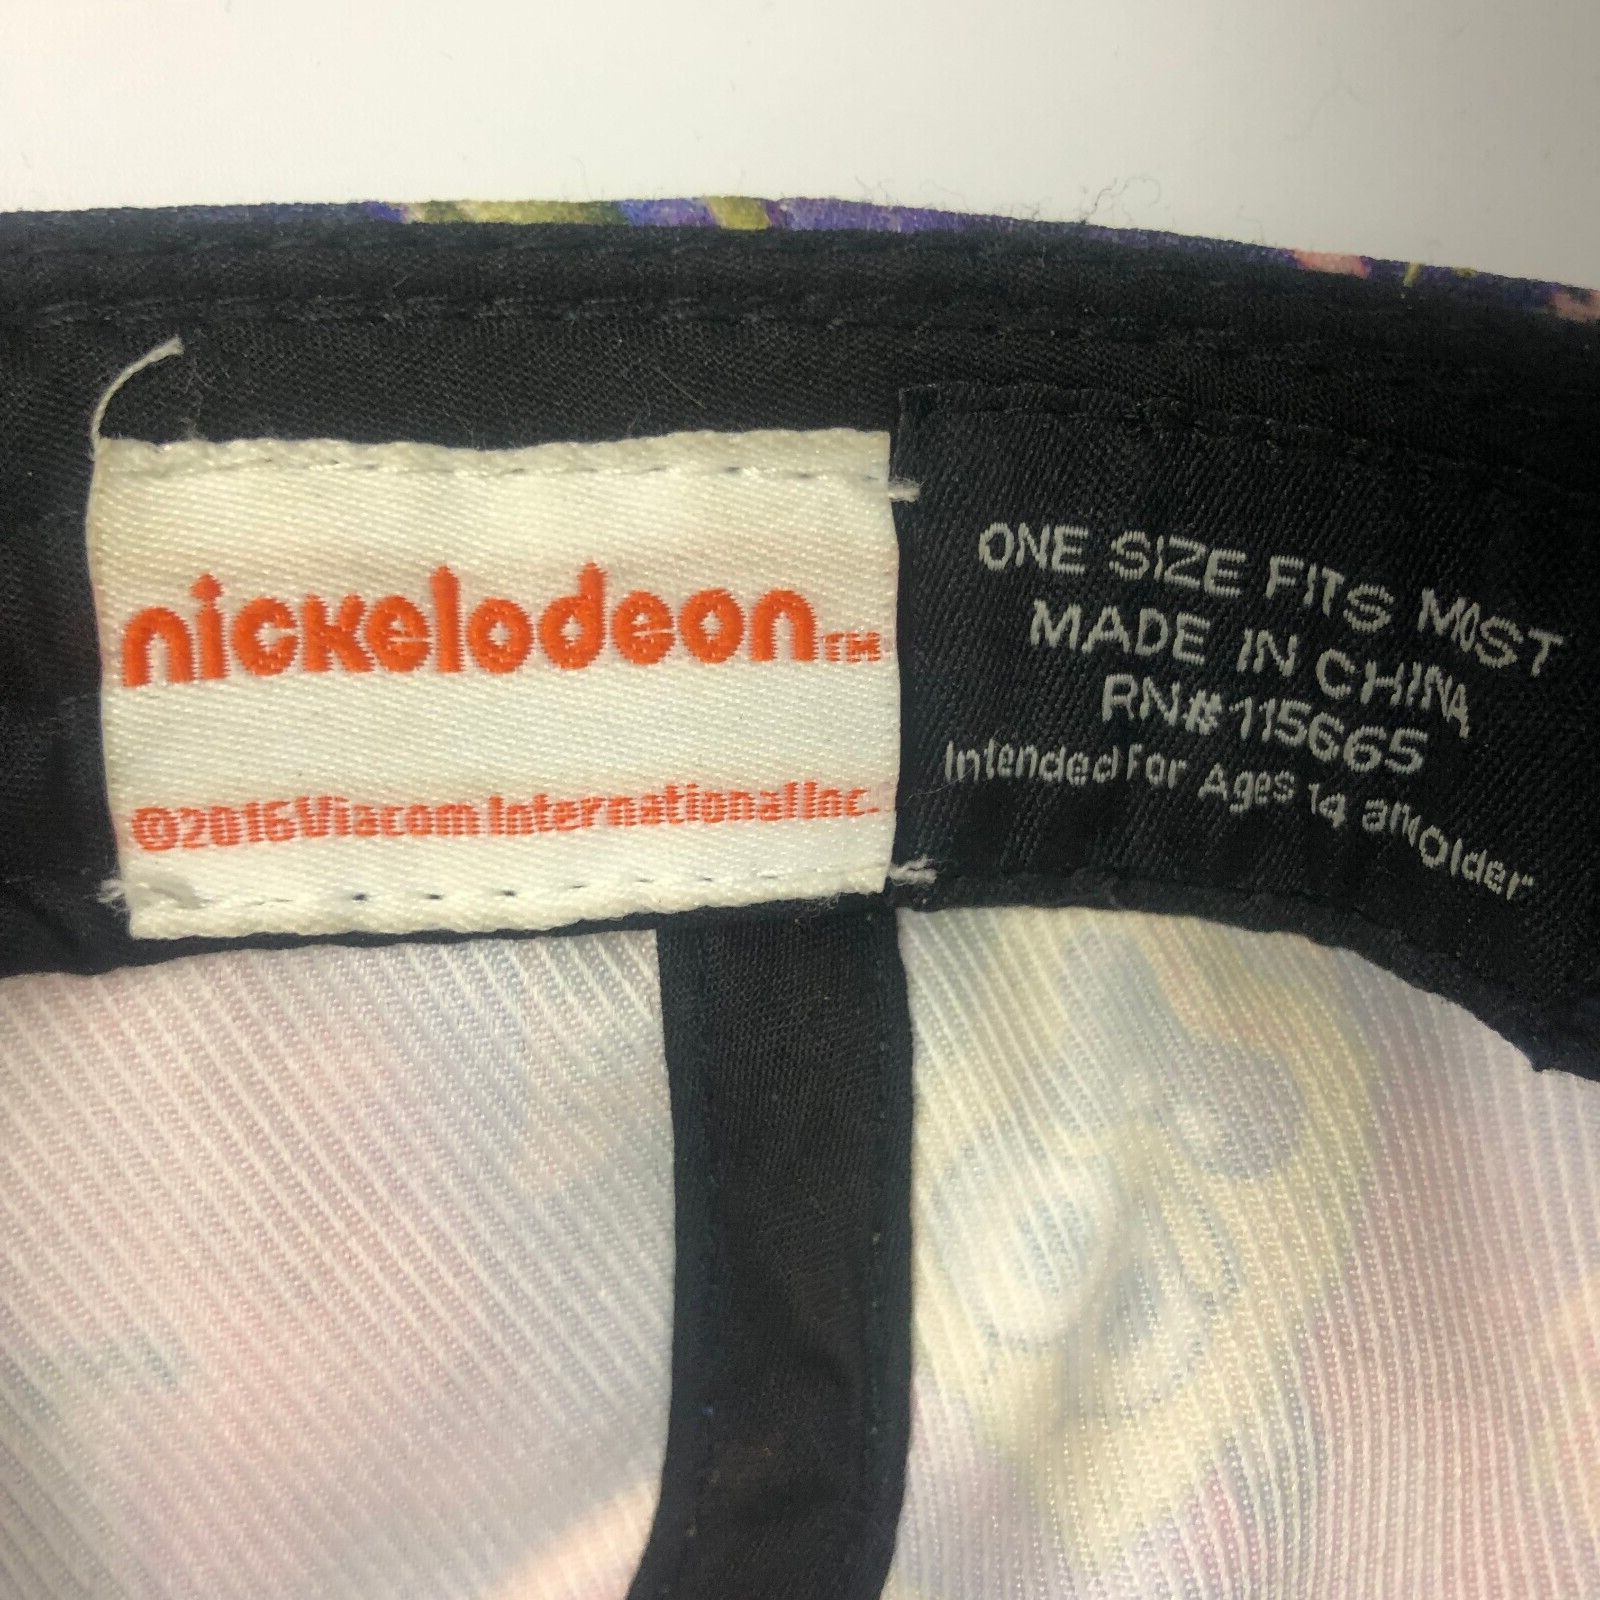 nickelodeon™
©2016 Viacom International Inc.
ONE SIZE FITS MOST
MADE IN CHINA
RN#115665
Intended For Ages 14 and Older